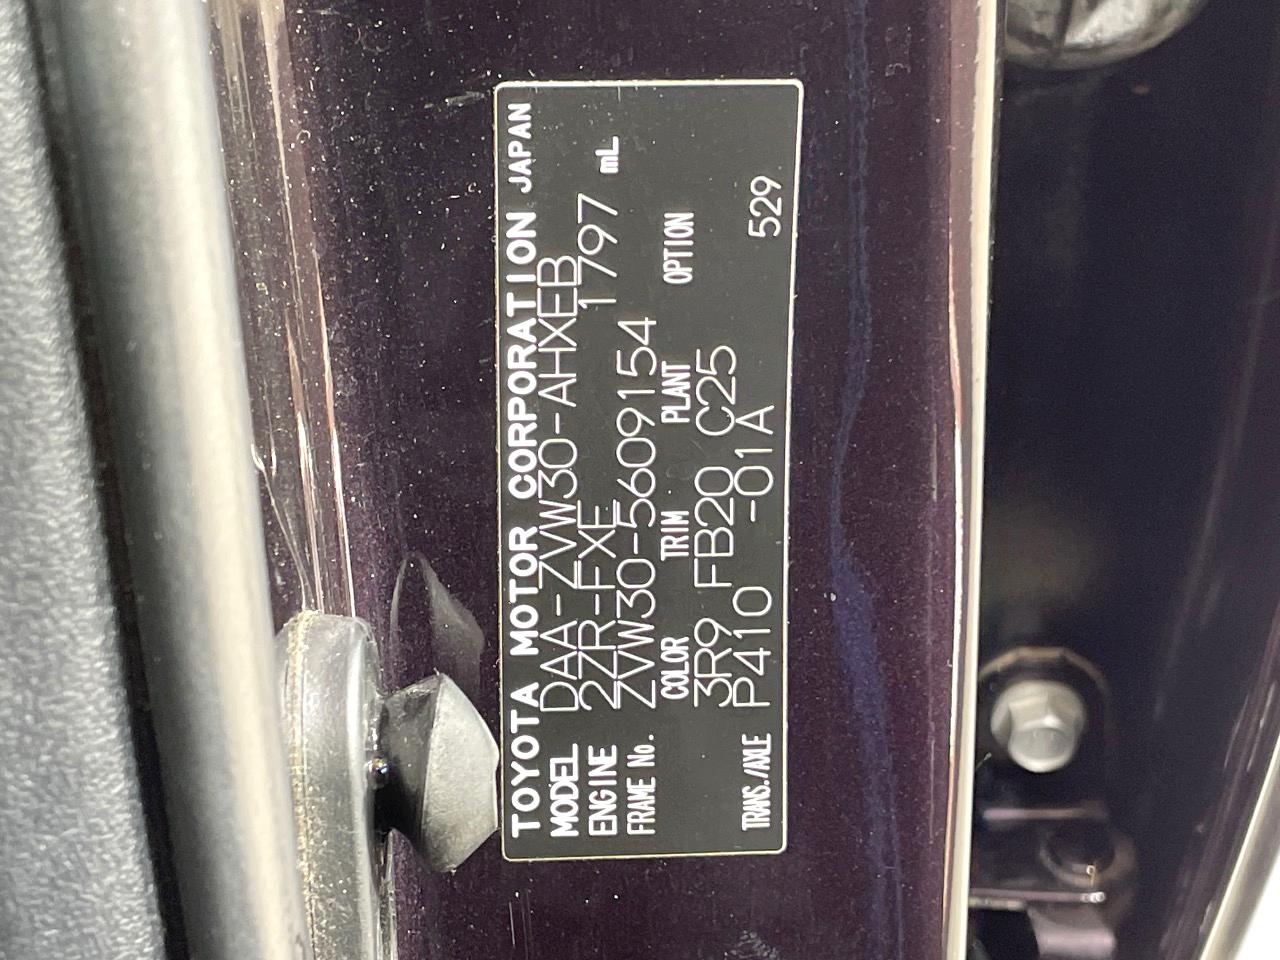 TOYOTA MOTOR CORPORATION JAPAN
MODEL DAA-ZVW30-AHXEB
ENGINE 2ZR-FXE 1797 mL
FRAME No. ZVW30-5609154
COLOR TRIM PLANT OPTION
3R9 FB20 C25
TRANS./AXLE P410 -01A 529